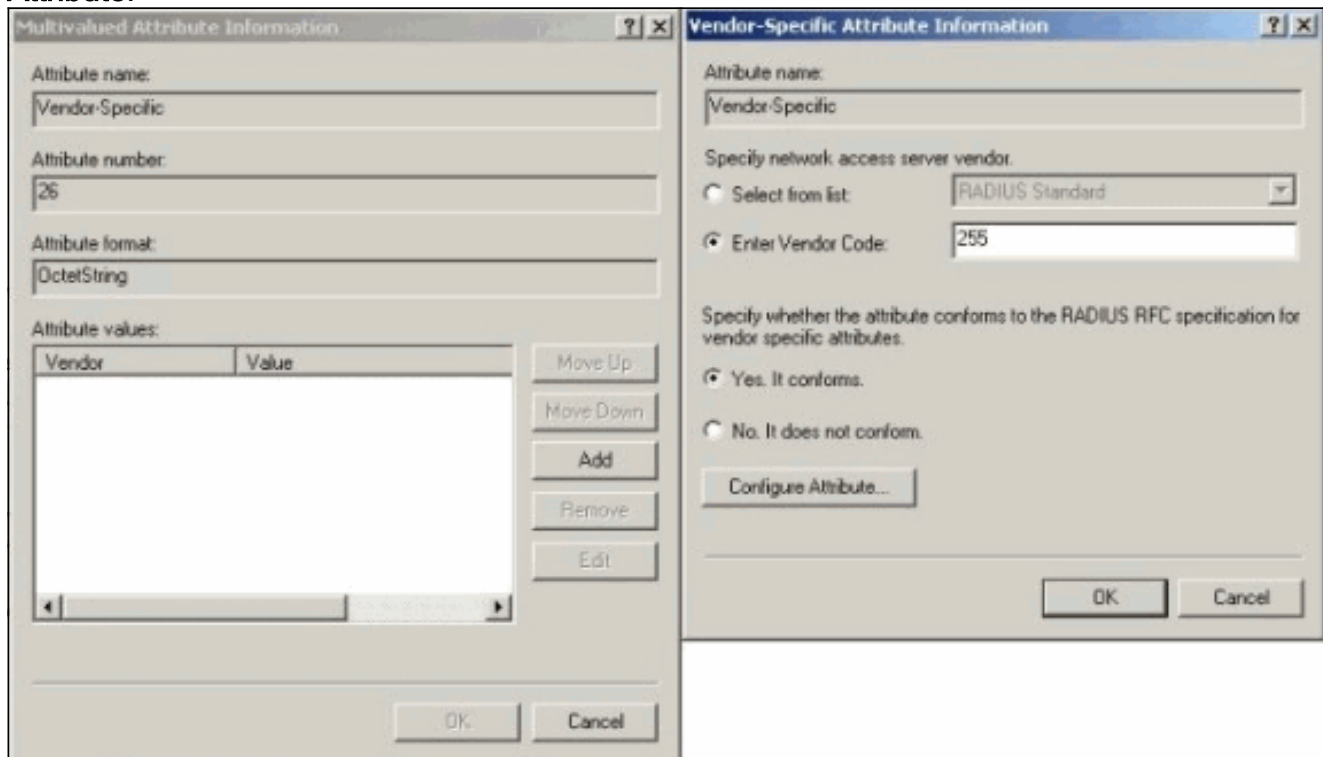 Attribute.
Multivalued Attribute Information
Attribute name:
Vendor-Specific
Attribute number:
26
Attribute format:
OctetString
Attribute values:
Vendor Value
Move Up
Move Down
Add
Remove
Edit
OK Cancel
Vendor-Specific Attribute Information
Attribute name:
Vendor-Specific
Specify network access server vendor.
Select from list: RADIUS Standard
Enter Vendor Code: 255
Specify whether the attribute conforms to the RADIUS RFC specification for
vendor specific attributes.
Yes. It conforms.
No. It does not conform.
Configure Attribute...
OK Cancel